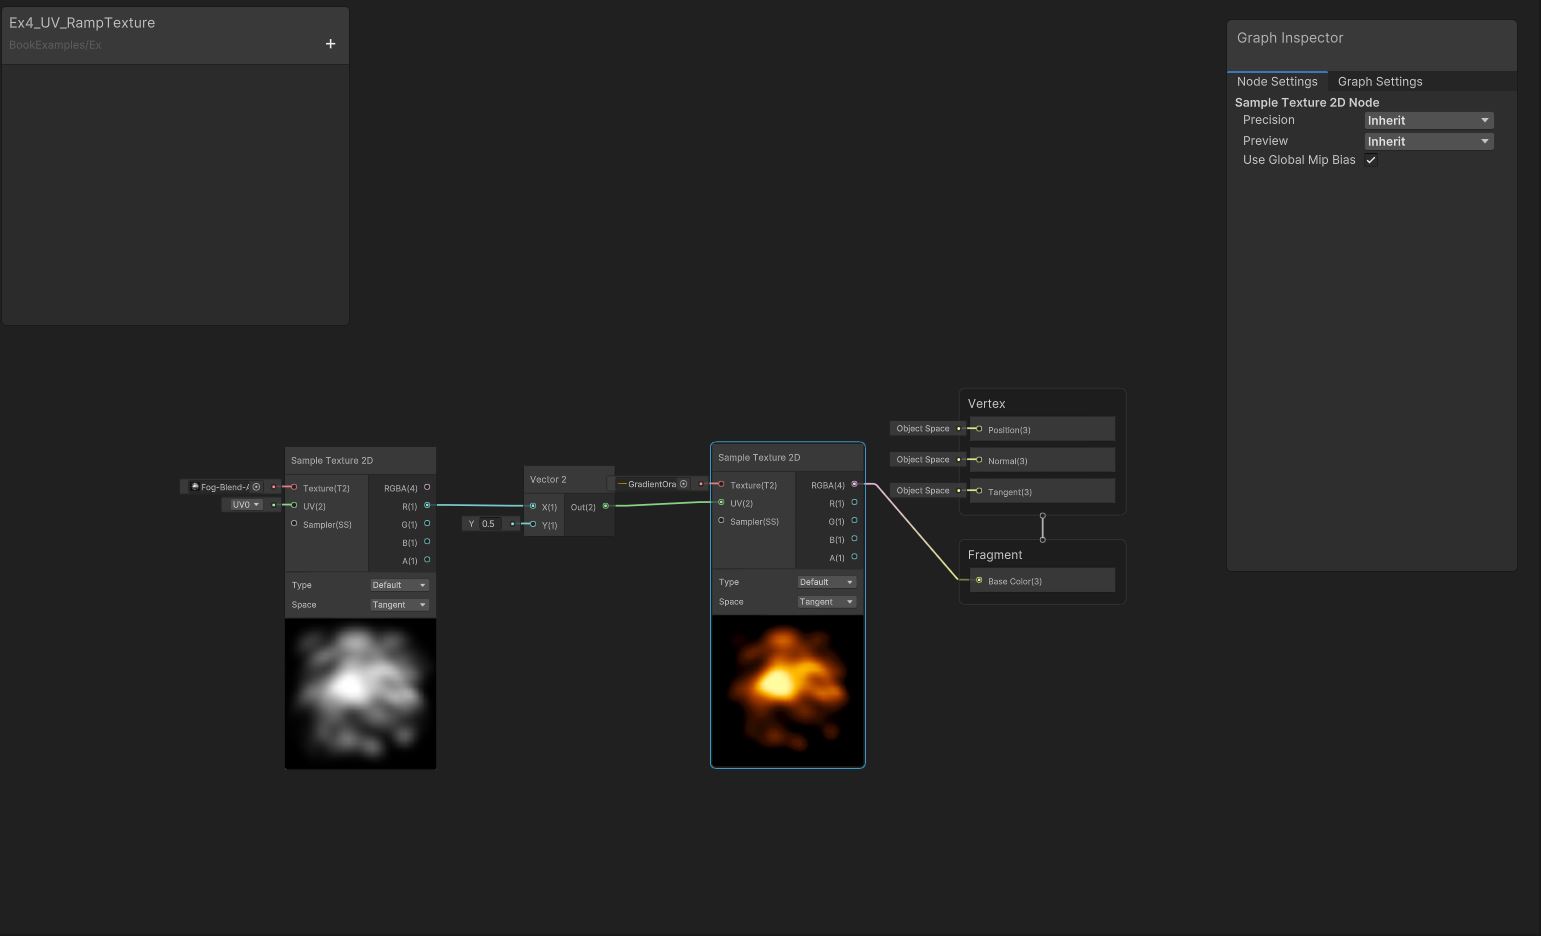 Ex4_UV_RampTexture
BookExamples/Ex
+
Graph Inspector
Node Settings
Graph Settings
Sample Texture 2D Node
Precision
Inherit
Preview
Inherit
Use Global Mip Bias
Fog-Blend-A
UV0
Sample Texture 2D
Texture(T2)
UV(2)
Sampler(SS)
RGBA(4)
R(1)
G(1)
B(1)
A(1)
Type
Default
Space
Tangent
Y 0.5
Vector 2
X(1)
Y(1)
Out(2)
GradientOra
Sample Texture 2D
Texture(T2)
UV(2)
Sampler(SS)
RGBA(4)
R(1)
G(1)
B(1)
A(1)
Type
Default
Space
Tangent
Vertex
Object Space
Position(3)
Object Space
Normal(3)
Object Space
Tangent(3)
Fragment
Base Color(3)